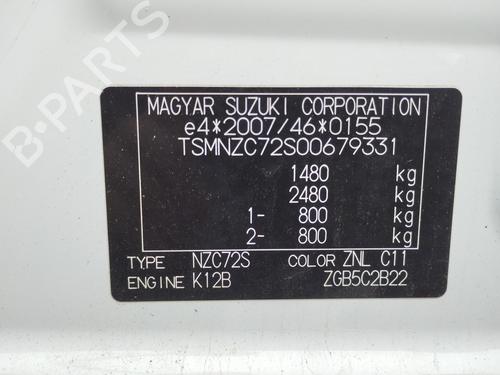 B-PARTS
MAGYAR SUZUKI CORPORATION
e4*2007/46*0155
TSMNZC72S00679331
1480 kg
2480 kg
1- 800 kg
2- 800 kg
TYPE NZC72S COLOR ZNL C11
ENGINE K12B ZGB5C2B22